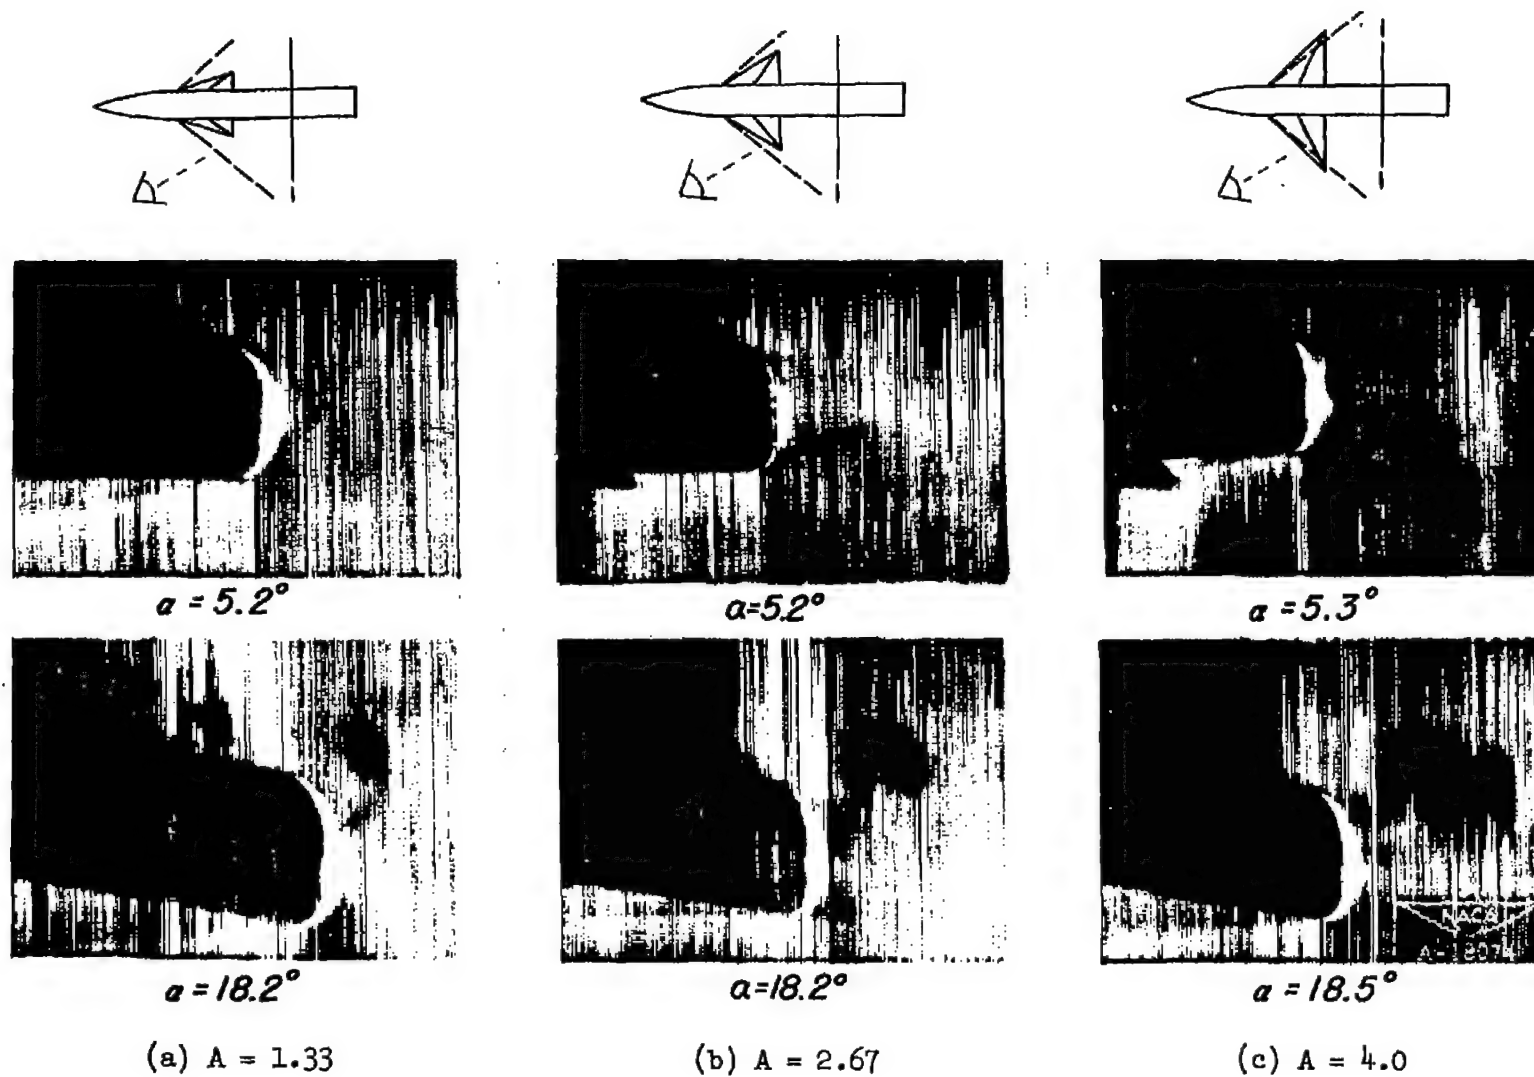 α = 5.2°
α=5.2°
α = 5.3°
α = 18.2°
α=18.2°
α = 18.5°
NACA
(a) A = 1.33
(b) A = 2.67
(c) A = 4.0